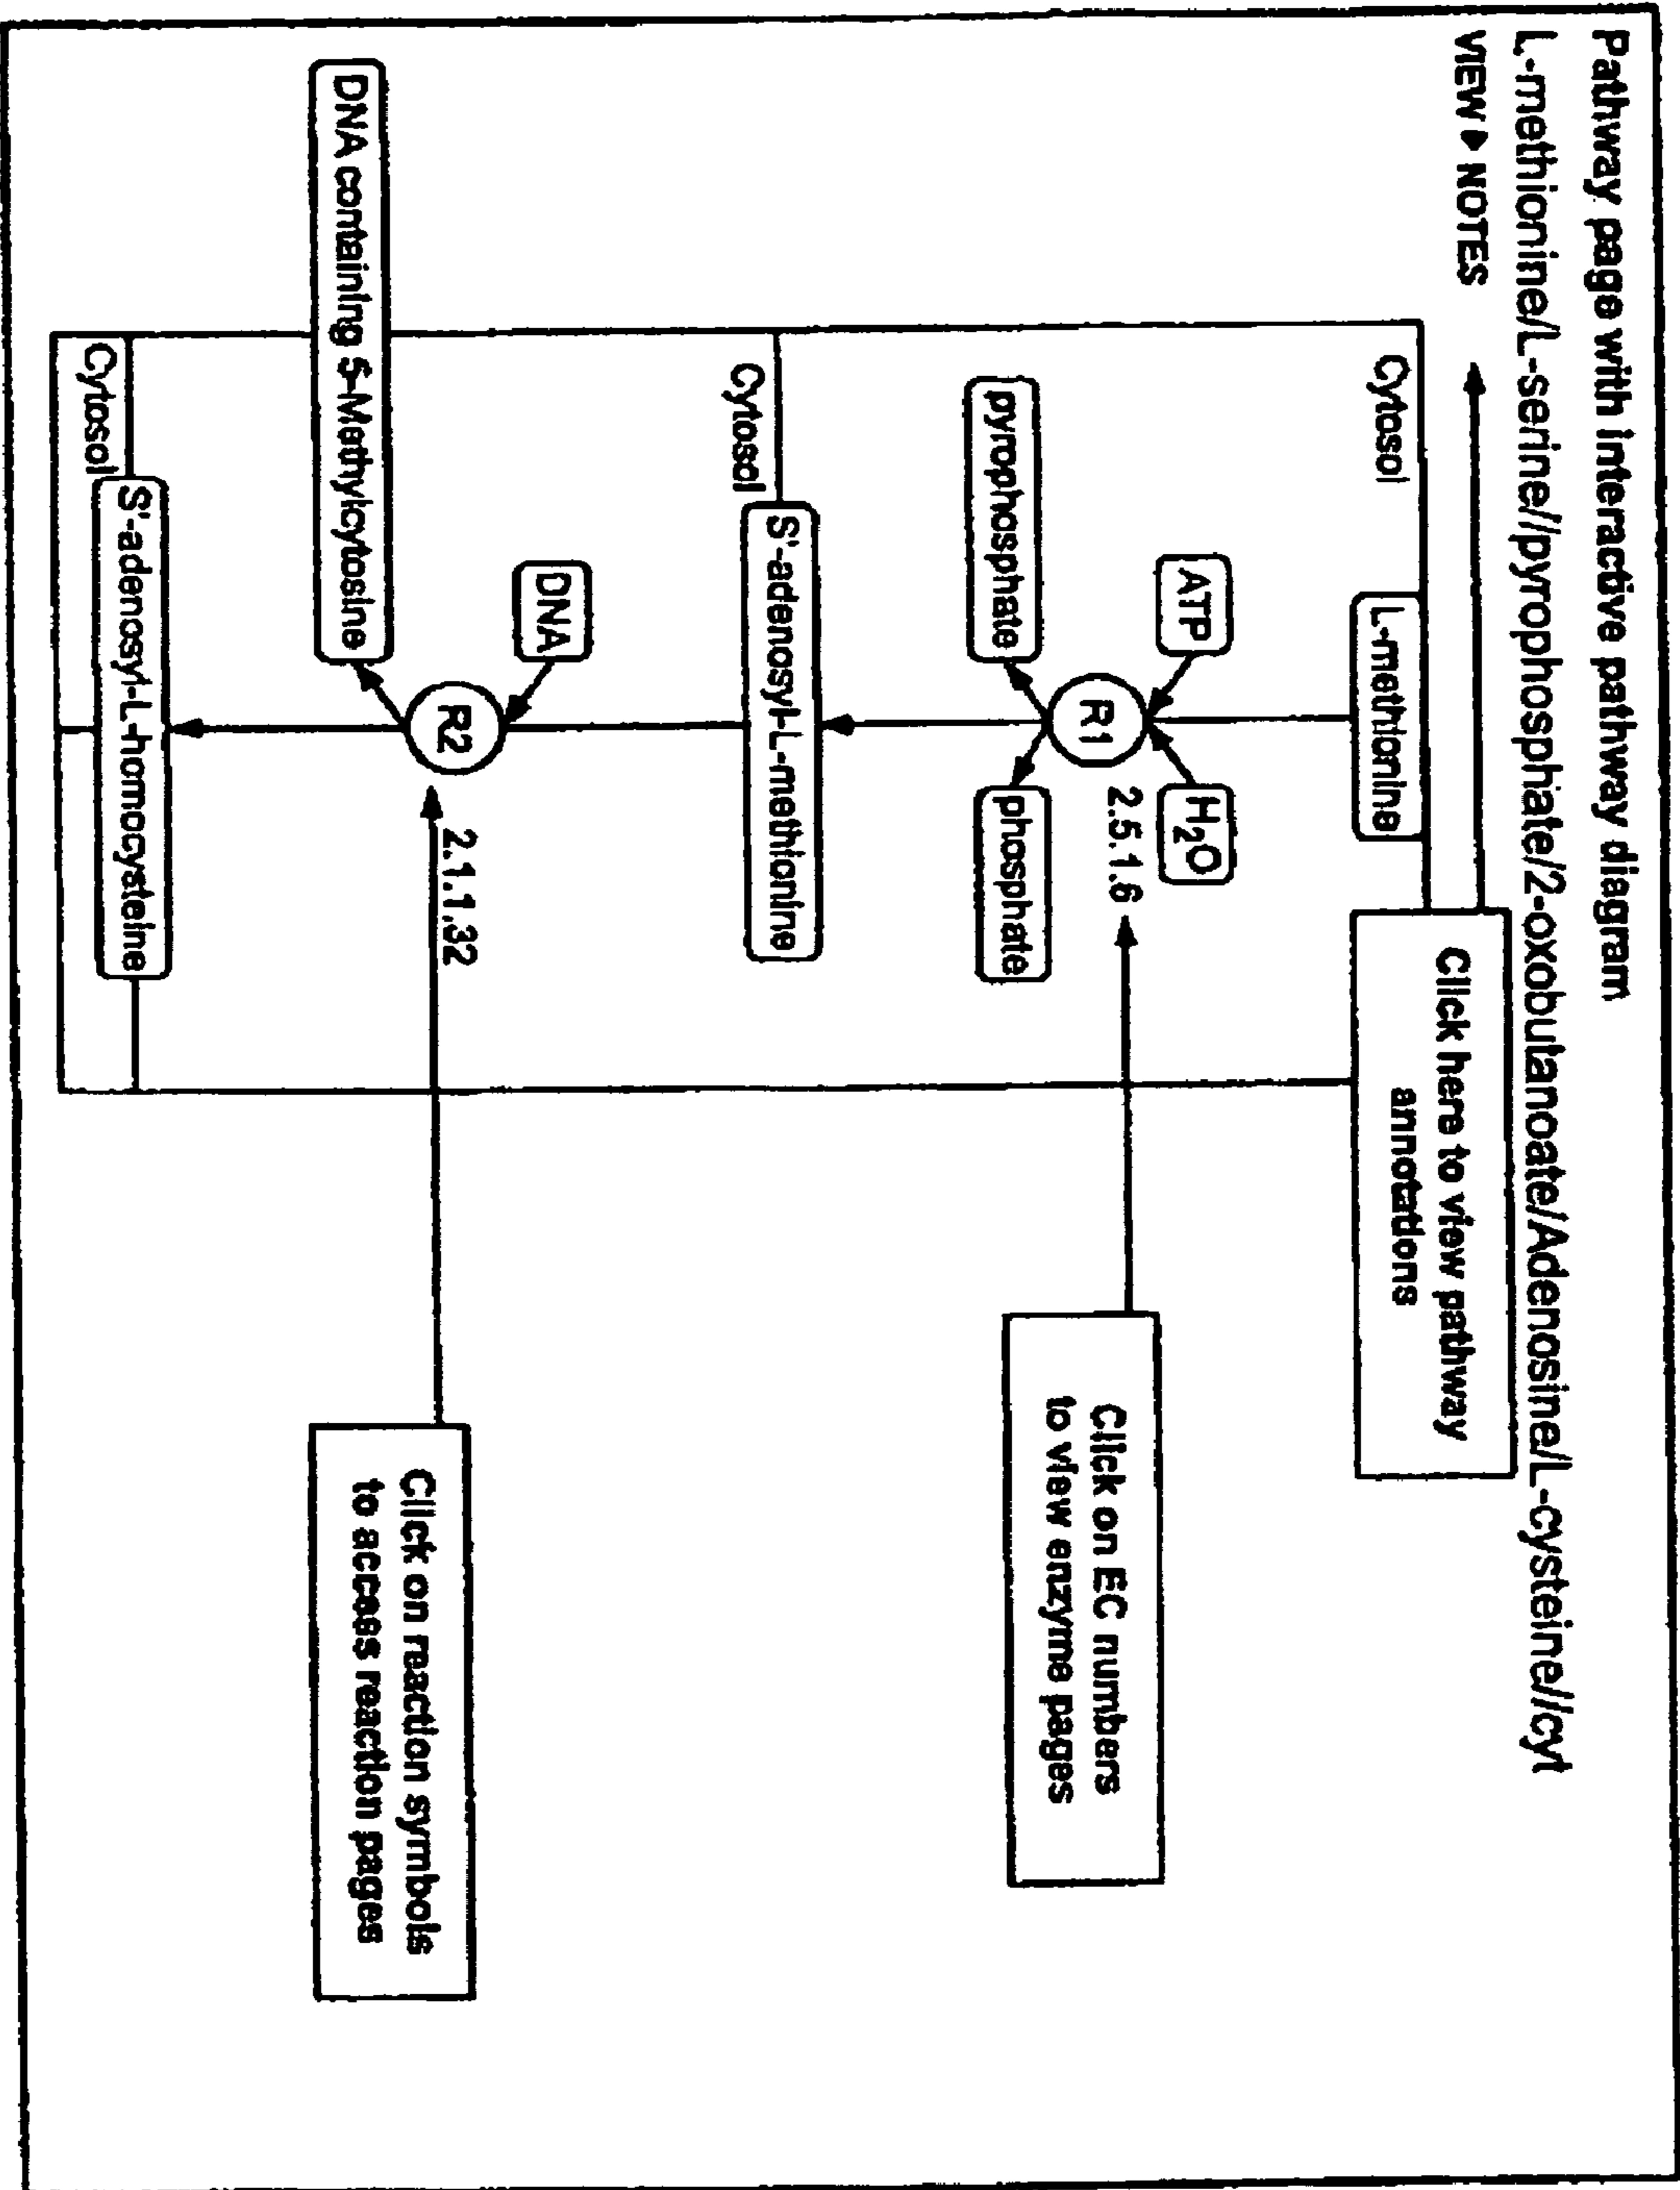 Pathway page with interactive pathway diagram
L-methionine/L-serine//pyrophosphate/2-oxobutanoate/Adenosine/L-cysteine//cyt
VIEW ▶ NOTES
Click here to view pathway
annotations
Cytosol
L-methionine
ATP
H₂O
R1
2.5.1.6
Click on EC numbers
to view enzyme pages
pyrophosphate
phosphate
Cytosol
S'-adenosyl-L-methionine
DNA
R2
2.1.1.32
Click on reaction symbols
to access reaction pages
DNA containing 5-Methylcytosine
Cytosol
S'-adenosyl-L-homocysteine